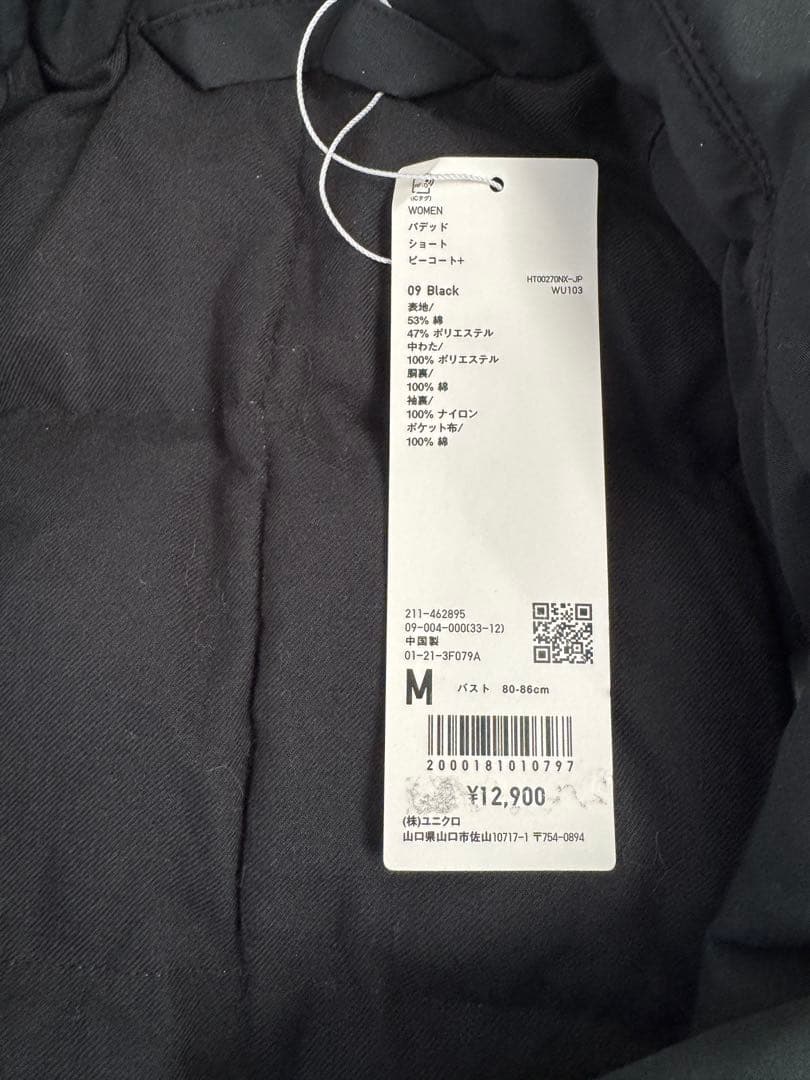 (ICタグ)
WOMEN
パデッド
ショート
ピーコート+
HT00270NX-JP
09 Black
WU103
表地/
53% 綿
47% ポリエステル
中わた/
100% ポリエステル
胴裏/
100% 綿
袖裏/
100% ナイロン
ポケット布/
100% 綿
211-462895
09-004-000(33-12)
中国製
01-21-3F079A
M バスト 80-86cm
2000181010797
¥12,900
(株)ユニクロ
山口県山口市佐山10717-1 〒754-0894